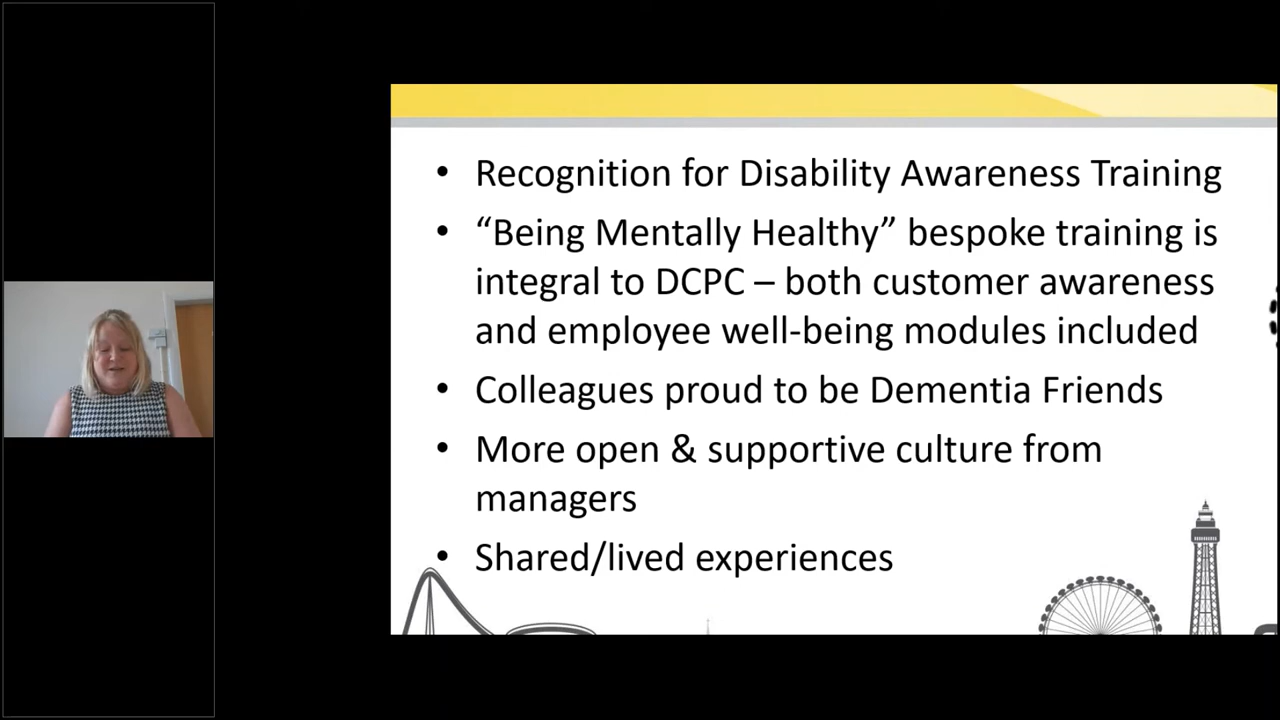 • Recognition for Disability Awareness Training
• “Being Mentally Healthy” bespoke training is
integral to DCPC – both customer awareness
and employee well-being modules included
• Colleagues proud to be Dementia Friends
• More open & supportive culture from
managers
• Shared/lived experiences